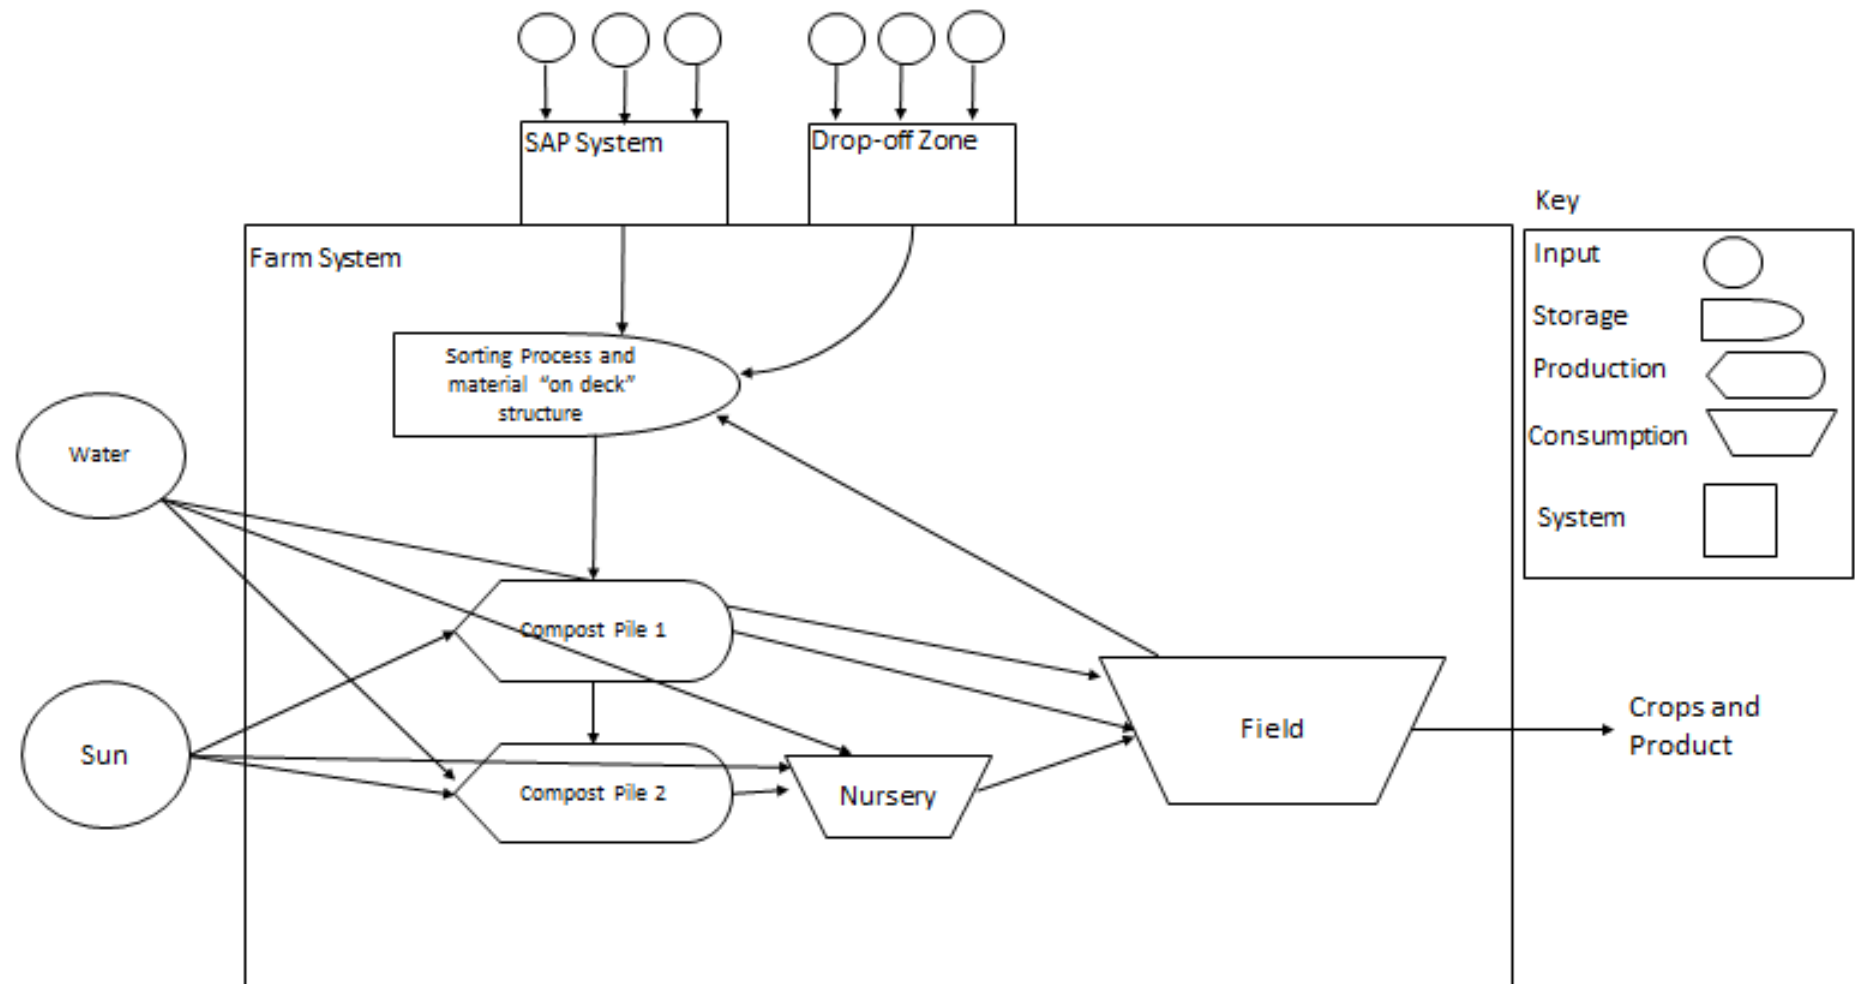 SAP System
Drop-off Zone
Key
Input
Storage
Production
Consumption
System
Farm System
Sorting Process and
material “on deck”
structure
Water
Compost Pile 1
Sun
Compost Pile 2
Nursery
Field
Crops and
Product